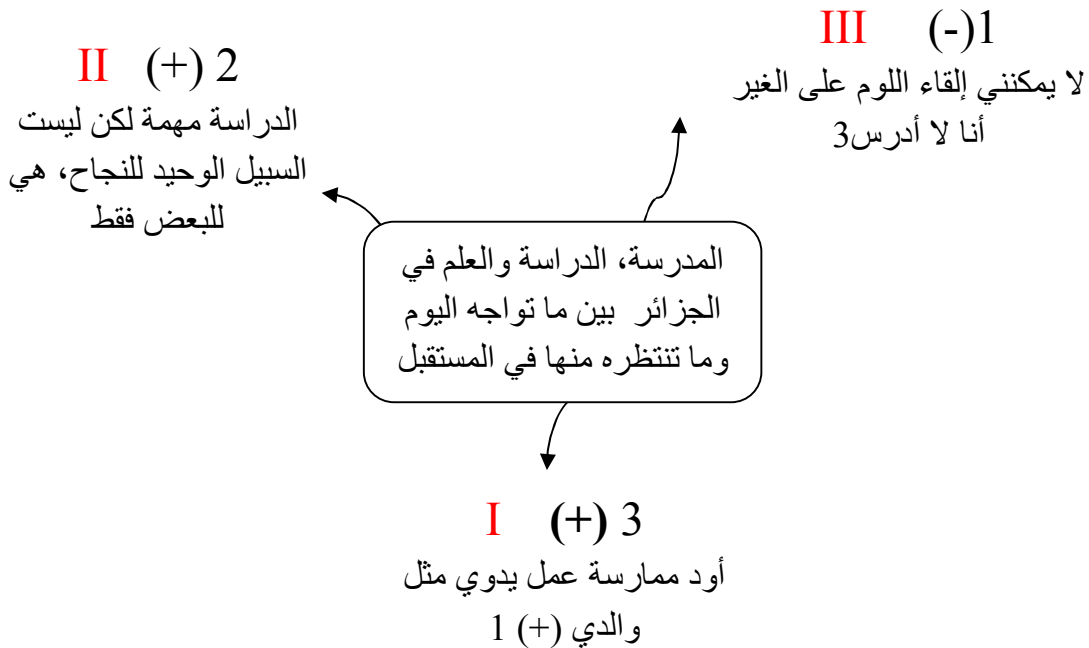 III (-)1
لا يمكنني إلقاء اللوم على الغير
أنا لا أدرس3
II (+) 2
الدراسة مهمة لكن ليست
السبيل الوحيد للنجاح، هي
للبعض فقط
المدرسة، الدراسة والعلم في
الجزائر بين ما تواجه اليوم
وما تنتظره منها في المستقبل
I (+) 3
أود ممارسة عمل يدوي مثل
والدي (+) 1